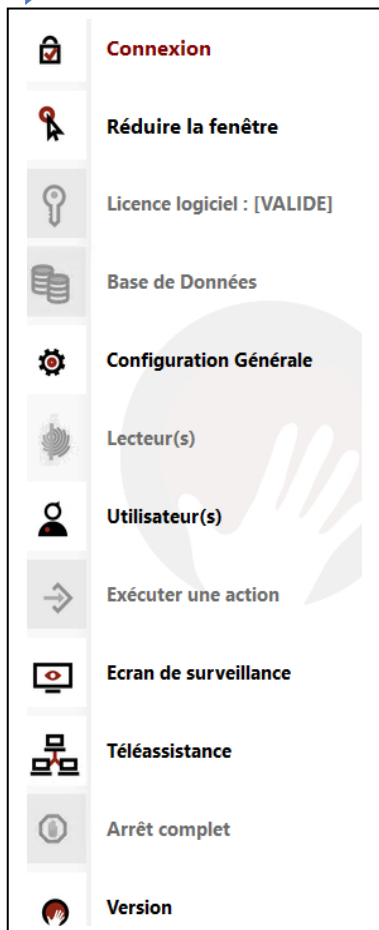 Connexion
Réduire la fenêtre
Licence logiciel : [VALIDE]
Base de Données
Configuration Générale
Lecteur(s)
Utilisateur(s)
Exécuter une action
Ecran de surveillance
Téléassistance
Arrêt complet
Version